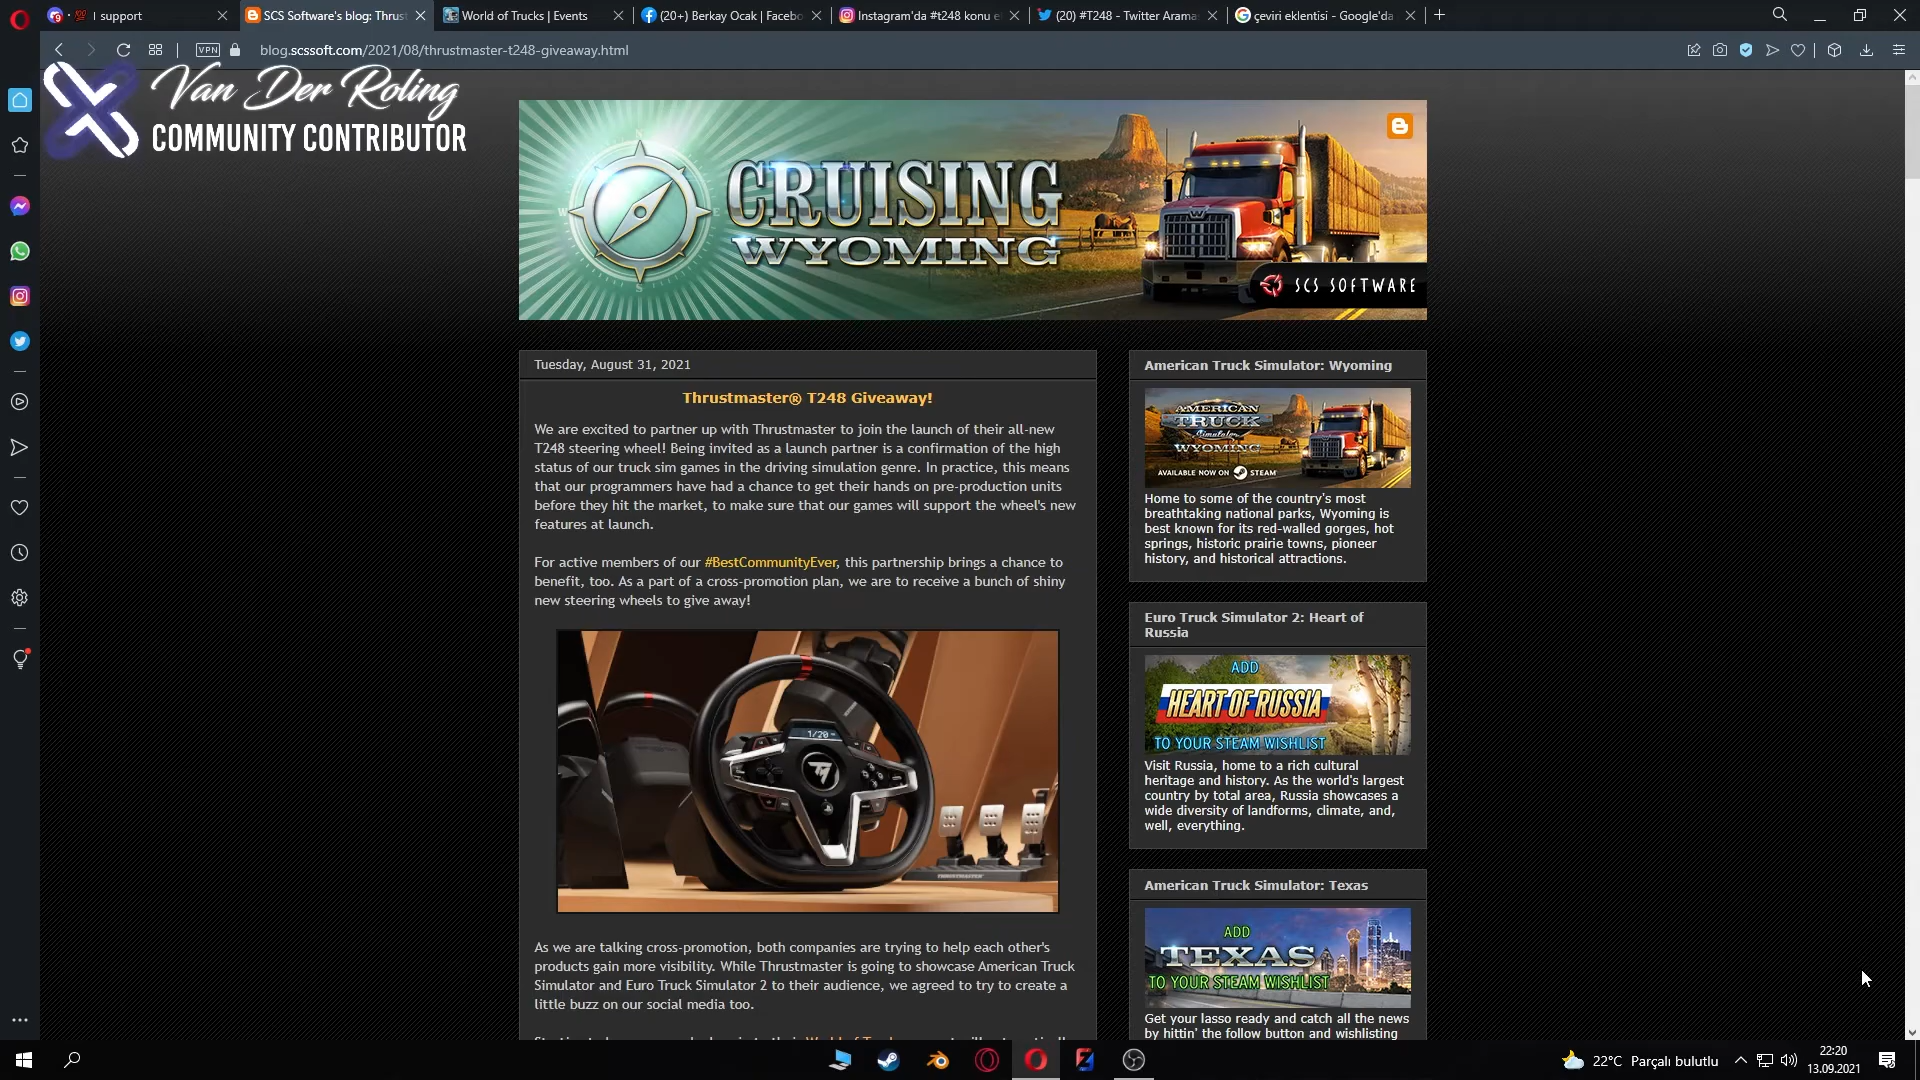 💯 I support
SCS Software's blog: Thrust
World of Trucks | Events
(20+) Berkay Ocak | Facebo
Instagram'da #t248 konu e
(20) #T248 - Twitter Arama
çeviri eklentisi - Google'da
VPN
blog.scssoft.com/2021/08/thrustmaster-t248-giveaway.html
Van Der Roling
COMMUNITY CONTRIBUTOR
N
W
S
CRUISING
WYOMING
SCS SOFTWARE
Tuesday, August 31, 2021
Thrustmaster® T248 Giveaway!
We are excited to partner up with Thrustmaster to join the launch of their all-new
T248 steering wheel! Being invited as a launch partner is a confirmation of the high
status of our truck sim games in the driving simulation genre. In practice, this means
that our programmers have had a chance to get their hands on pre-production units
before they hit the market, to make sure that our games will support the wheel's new
features at launch.
For active members of our #BestCommunityEver, this partnership brings a chance to
benefit, too. As a part of a cross-promotion plan, we are to receive a bunch of shiny
new steering wheels to give away!
1/20
THRUSTMASTER
As we are talking cross-promotion, both companies are trying to help each other's
products gain more visibility. While Thrustmaster is going to showcase American Truck
Simulator and Euro Truck Simulator 2 to their audience, we agreed to try to create a
little buzz on our social media too.
American Truck Simulator: Wyoming
AMERICAN
TRUCK
Simulator
WYOMING
AVAILABLE NOW ON STEAM
Home to some of the country's most
breathtaking national parks, Wyoming is
best known for its red-walled gorges, hot
springs, historic prairie towns, pioneer
history, and historical attractions.
Euro Truck Simulator 2: Heart of
Russia
ADD
HEART OF RUSSIA
TO YOUR STEAM WISHLIST
Visit Russia, home to a rich cultural
heritage and history. As the world's largest
country by total area, Russia showcases a
wide diversity of landforms, climate, and,
well, everything.
American Truck Simulator: Texas
ADD
TEXAS
TO YOUR STEAM WISHLIST
Get your lasso ready and catch all the news
by hittin' the follow button and wishlisting
22°C Parçalı bulutlu
22:20
13.09.2021